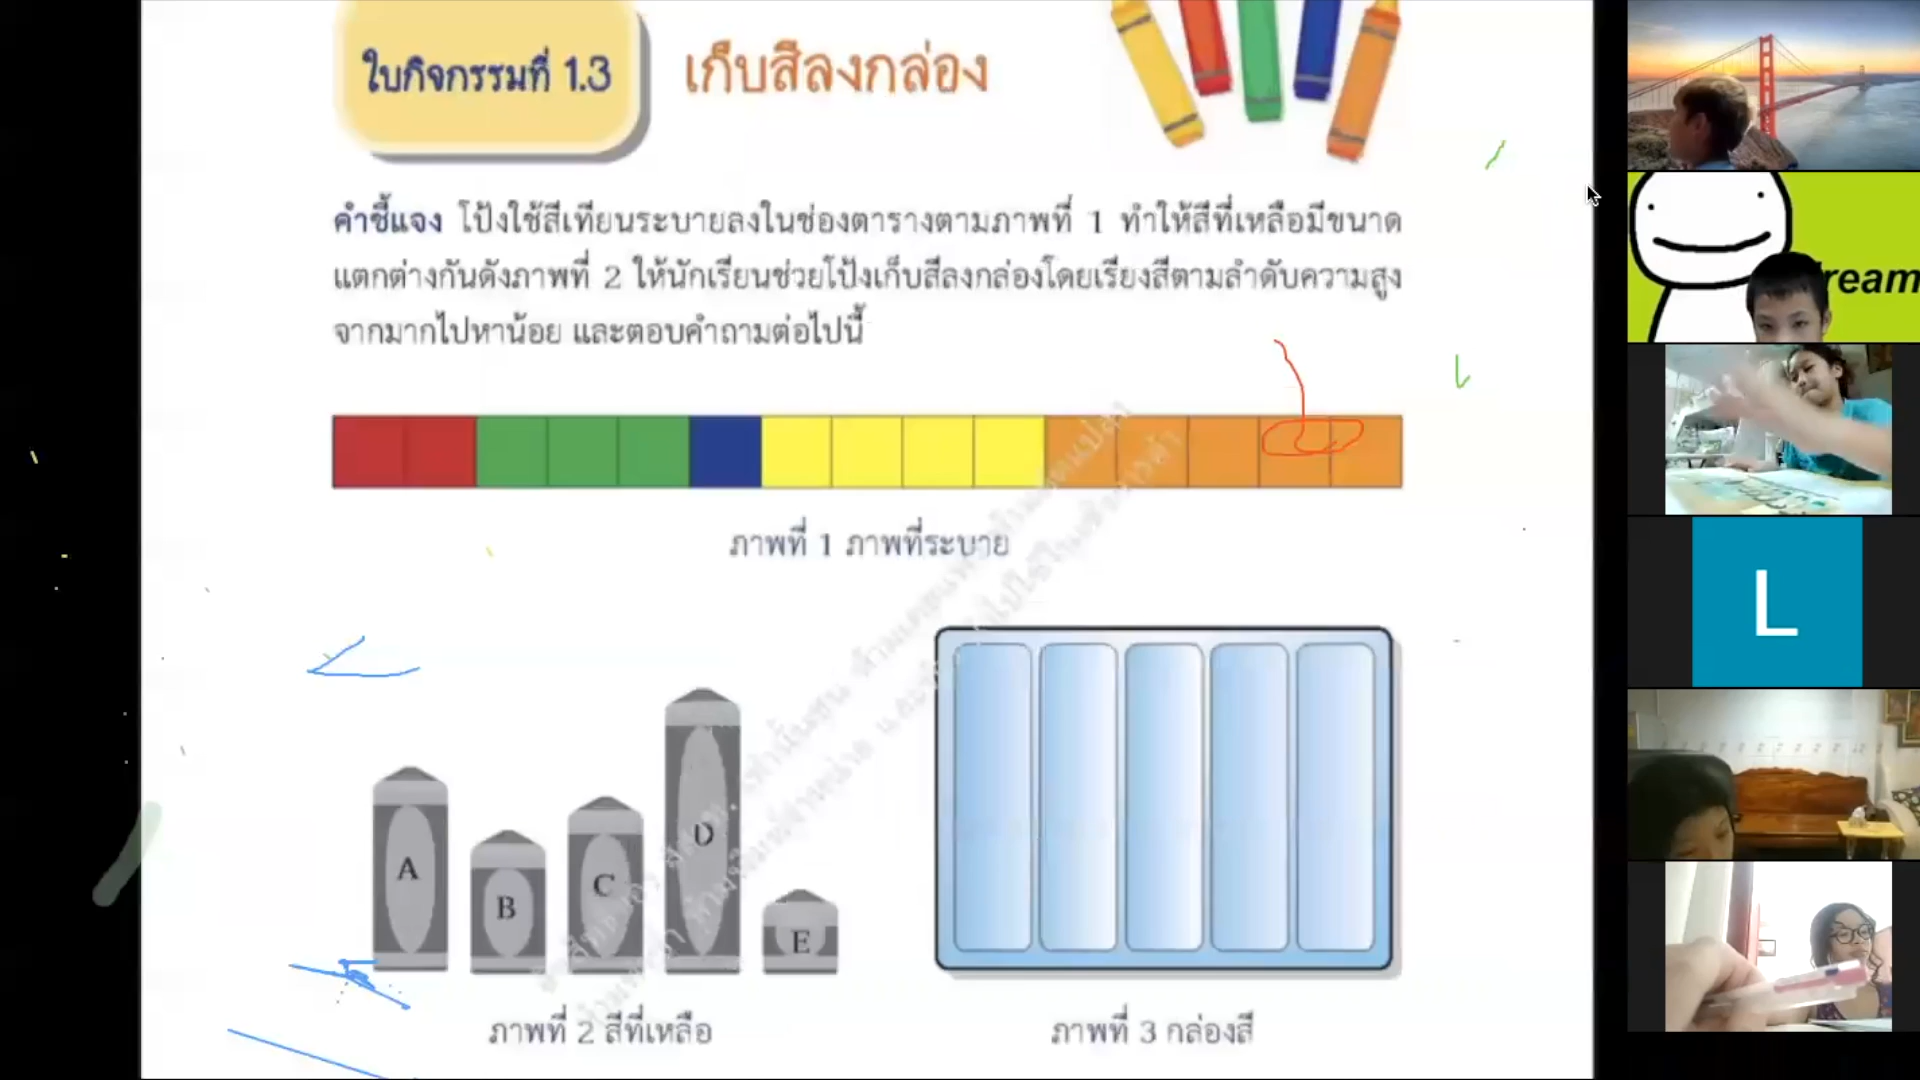 ใบกิจกรรมที่ 1.3
เก็บสีลงกล่อง
คำชี้แจง โป้งใช้สีเทียนระบายลงในช่องตารางตามภาพที่ 1 ทำให้สีที่เหลือมีขนาด
แตกต่างกันดังภาพที่ 2 ให้นักเรียนช่วยโป้งเก็บสีลงกล่องโดยเรียงสีตามลำดับความสูง
จากมากไปหาน้อย และตอบคำถามต่อไปนี้
ภาพที่ 1 ภาพที่ระบาย
A
B
C
D
E
ภาพที่ 2 สีที่เหลือ
ภาพที่ 3 กล่องสี
ream
L